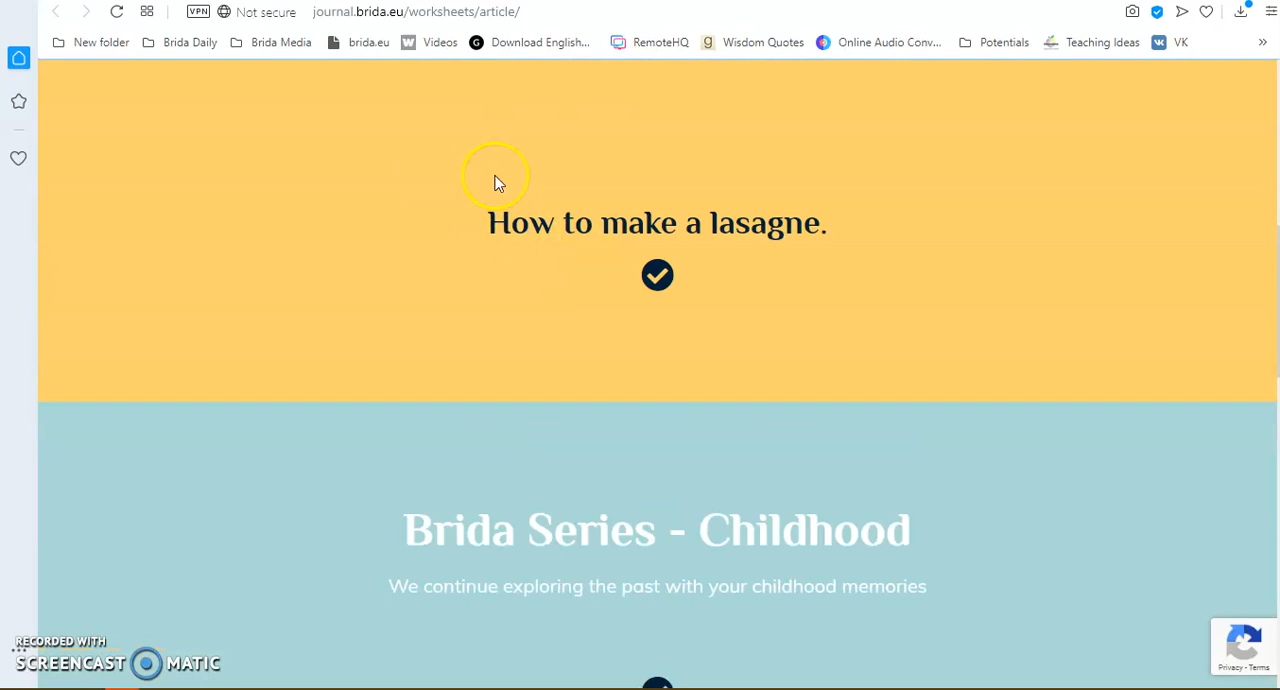 VPN Not secure journal.brida.eu/worksheets/article/
New folder Brida Daily Brida Media brida.eu W Videos G Download English... RemoteHQ g Wisdom Quotes Online Audio Conv... Potentials Teaching Ideas VK »
How to make a lasagne.
Brida Series - Childhood
We continue exploring the past with your childhood memories
RECORDED WITH
SCREENCAST MATIC
Privacy - Terms